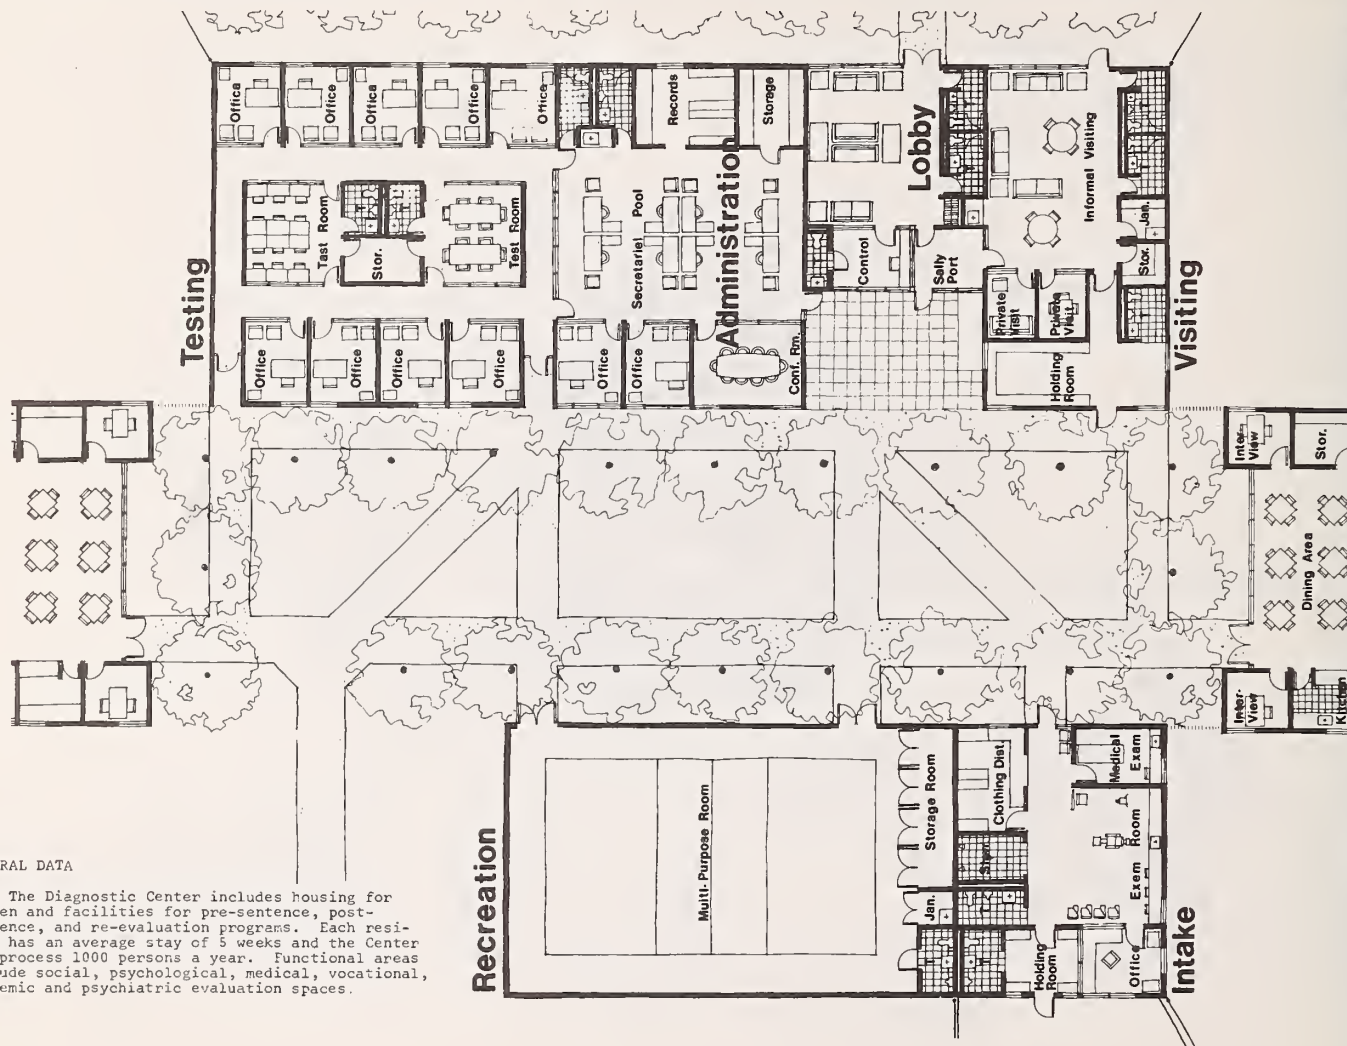 Testing
Office
Office
Office
Office
Office
Test Room
Stor.
Test Room
Office
Office
Office
Office
Administration
Records
Storage
Secretarial Pool
Office
Office
Conf. Rm.
Lobby
Control
Sally
Port
Visiting
Informal Visiting
Jan.
Stor.
Private
Visit
Private
Visit
Holding
Room
Inter-
View
Stor.
Dining Area
Inter-
View
Kitchen
Recreation
Multi-Purpose Room
Storage Room
Jan.
Intake
Clothing Dist.
Medical
Exam
Exem Room
Holding
Room
Office
RAL DATA
The Diagnostic Center includes housing for
en and facilities for pre-sentence, post-
ence, and re-evaluation programs. Each resi-
has an average stay of 5 weeks and the Center
process 1000 persons a year. Functional areas
ude social, psychological, medical, vocational,
emic and psychiatric evaluation spaces.